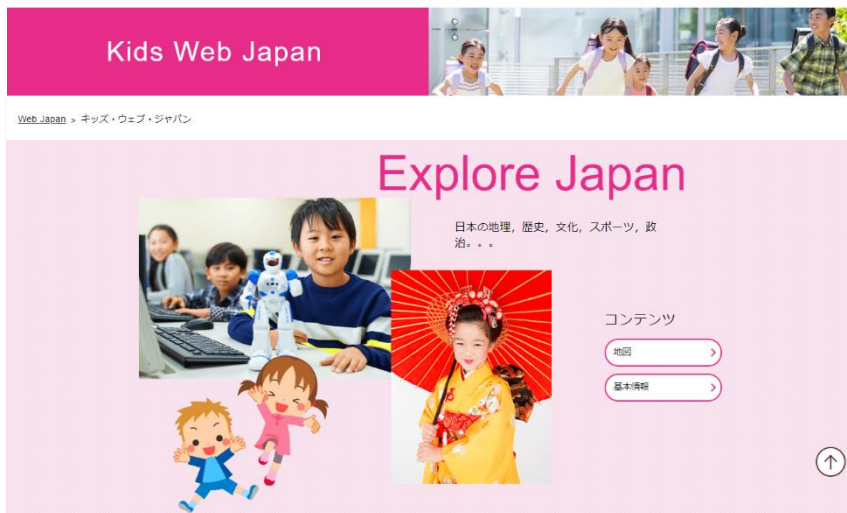 Kids Web Japan
Web Japan > キッズ・ウェブ・ジャパン
Explore Japan
日本の地理，歴史，文化，スポーツ，政
治。。。
コンテンツ
地図
基本情報